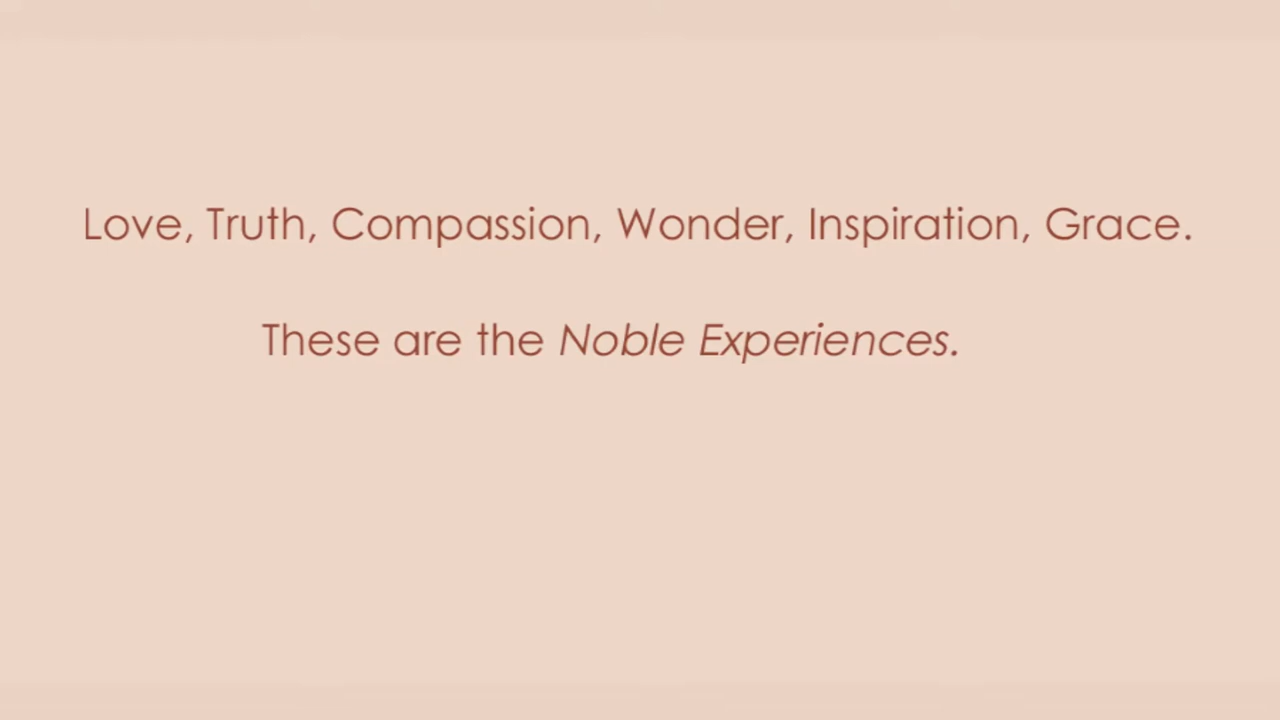 Love, Truth, Compassion, Wonder, Inspiration, Grace.
These are the Noble Experiences.